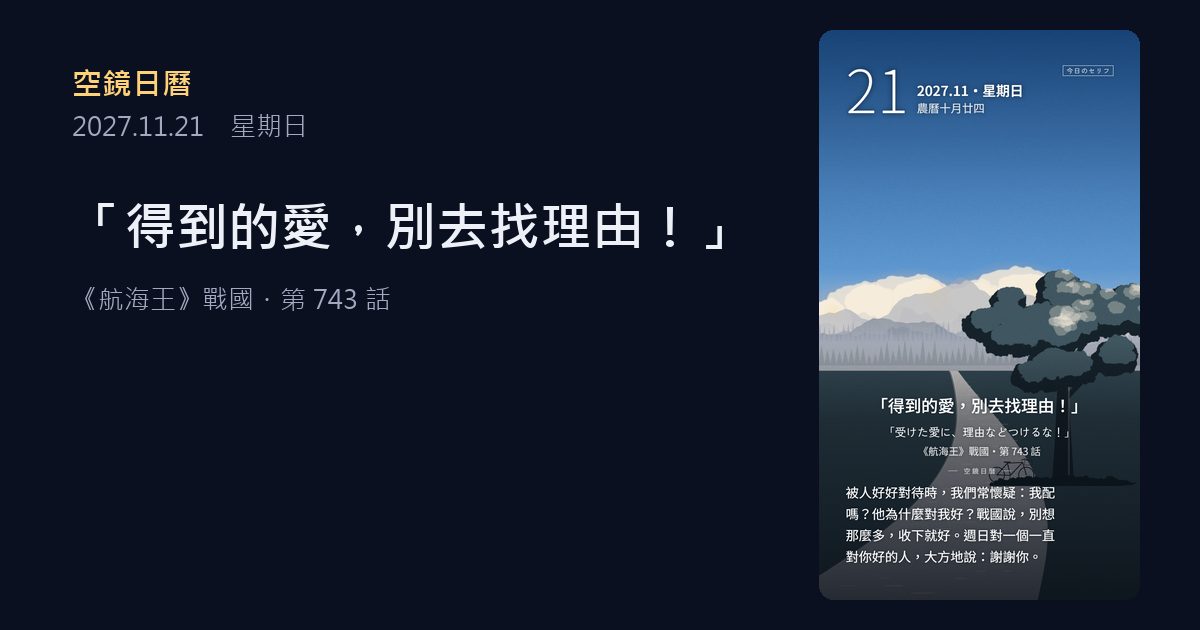 空鏡日曆
2027.11.21 星期日
「得到的愛，別去找理由！」
《航海王》戰國．第 743 話
21
2027.11・星期日
農曆十月廿四
今日のセリフ
「得到的愛，別去找理由！」
「受けた愛に、理由などつけるな！」
《航海王》戰國・第 743 話
— 空鏡日曆
被人好好對待時，我們常懷疑：我配
嗎？他為什麼對我好？戰國說，別想
那麼多，收下就好。週日對一個一直
對你好的人，大方地說：謝謝你。